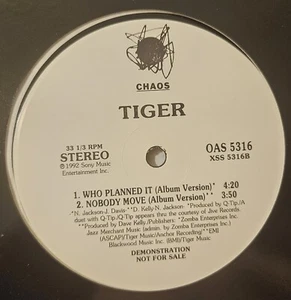 CHAOS
TIGER
33 1/3 RPM
STEREO
℗1992 Sony Music
Entertainment Inc.
OAS 5316
XSS 5316B
1. WHO PLANNED IT (Album Version)* 4:20
2. NOBODY MOVE (Album Version)** 3:50
*N. Jackson-J. Davis **D. Kelly-N. Jackson *Produced by Q-Tip./A
duet with Q-Tip/Q-Tip appears thru the courtesy of Jive Records.
**Produced by Dave Kelly./Publishers: *Zomba Enterprises Inc./
Jazz Merchant Music (admin. by Zomba Enterprises Inc.)
(ASCAP)/Tiger Music/Anchor Recording **EMI
Blackwood Music Inc. (BMI)/Tiger Music
DEMONSTRATION
NOT FOR SALE